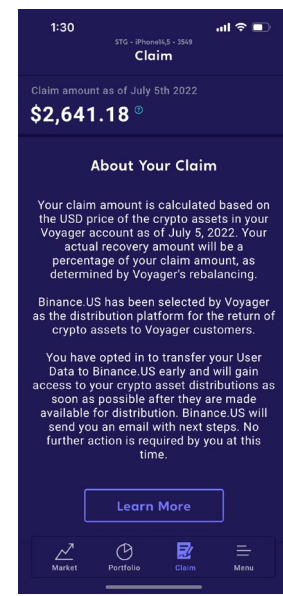 1:30
STG - iPhone14,5 - 3549
Claim
Claim amount as of July 5th 2022
$2,641.18 ?
About Your Claim
Your claim amount is calculated based on
the USD price of the crypto assets in your
Voyager account as of July 5, 2022. Your
actual recovery amount will be a
percentage of your claim amount, as
determined by Voyager's rebalancing.
Binance.US has been selected by Voyager
as the distribution platform for the return of
crypto assets to Voyager customers.
You have opted in to transfer your User
Data to Binance.US early and will gain
access to your crypto asset distributions as
soon as possible after they are made
available for distribution. Binance.US will
send you an email with next steps. No
further action is required by you at this
time.
Learn More
Market Portfolio Claim Menu